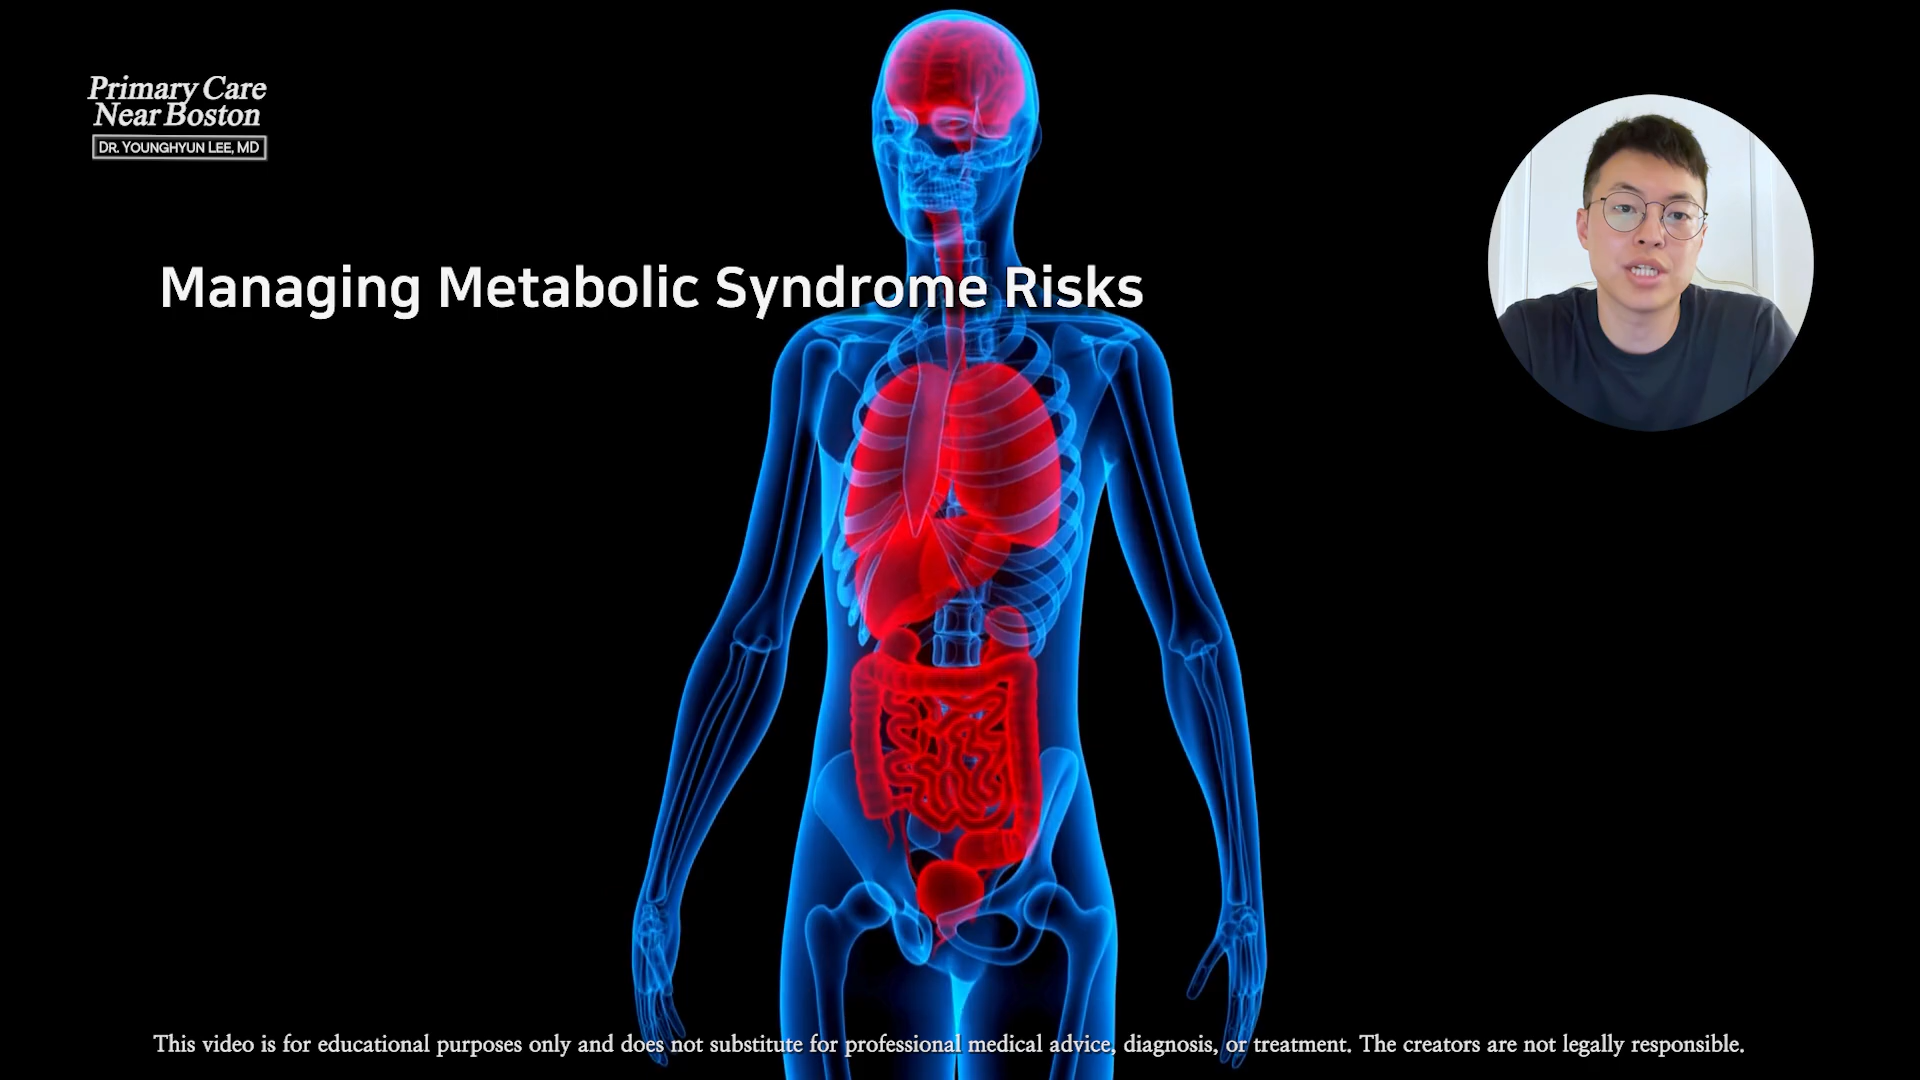 Primary Care
Near Boston
DR. YOUNGHYUN LEE, MD
Managing Metabolic Syndrome Risks
This video is for educational purposes only and does not substitute for professional medical advice, diagnosis, or treatment. The creators are not legally responsible.